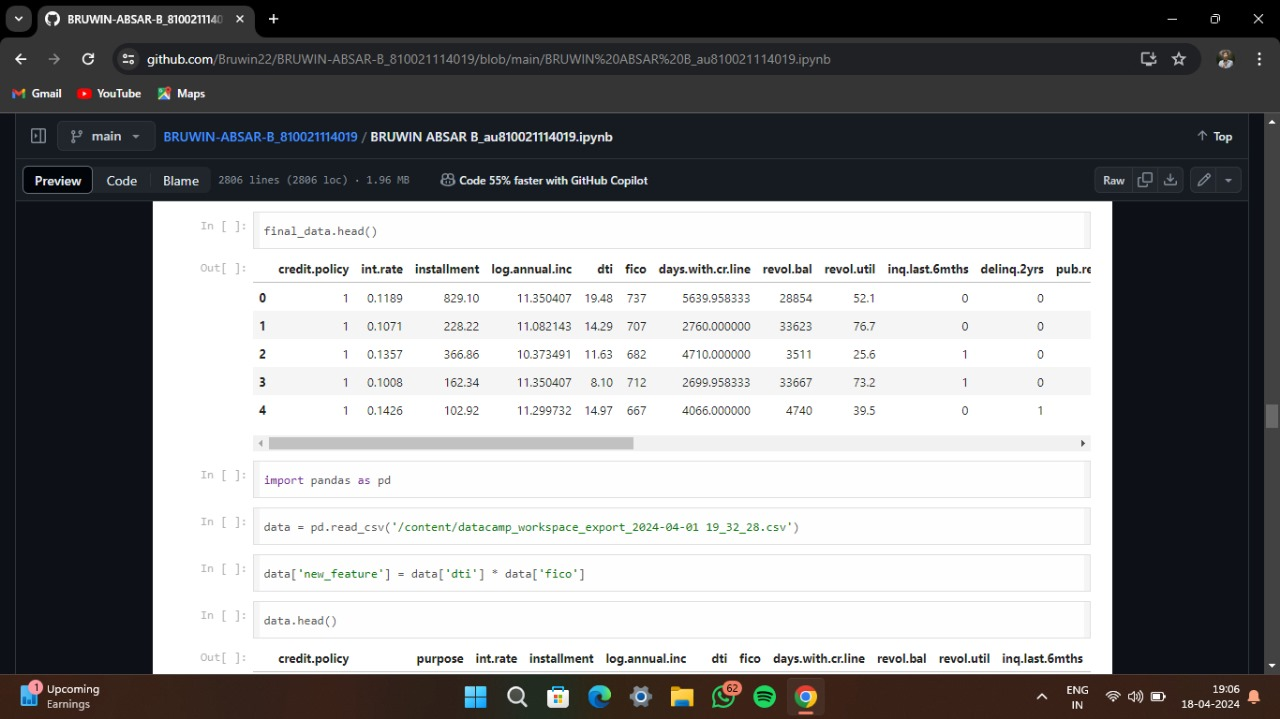 BRUWIN-ABSAR-B_810021114
github.com/Bruwin22/BRUWIN-ABSAR-B_810021114019/blob/main/BRUWIN%20ABSAR%20B_au810021114019.ipynb
Gmail YouTube Maps
main BRUWIN-ABSAR-B_810021114019 / BRUWIN ABSAR B_au810021114019.ipynb Top
Preview Code Blame 2806 lines (2806 loc) · 1.96 MB Code 55% faster with GitHub Copilot Raw
In [ ]: final_data.head()
Out[ ]: credit.policy int.rate installment log.annual.inc dti fico days.with.cr.line revol.bal revol.util inq.last.6mths delinq.2yrs pub.re
0 1 0.1189 829.10 11.350407 19.48 737 5639.958333 28854 52.1 0 0
1 1 0.1071 228.22 11.082143 14.29 707 2760.000000 33623 76.7 0 0
2 1 0.1357 366.86 10.373491 11.63 682 4710.000000 3511 25.6 1 0
3 1 0.1008 162.34 11.350407 8.10 712 2699.958333 33667 73.2 1 0
4 1 0.1426 102.92 11.299732 14.97 667 4066.000000 4740 39.5 0 1
In [ ]: import pandas as pd
In [ ]: data = pd.read_csv('/content/datacamp_workspace_export_2024-04-01 19_32_28.csv')
In [ ]: data['new_feature'] = data['dti'] * data['fico']
In [ ]: data.head()
Out[ ]: credit.policy purpose int.rate installment log.annual.inc dti fico days.with.cr.line revol.bal revol.util inq.last.6mths
1 Upcoming
Earnings
62
ENG
IN
19:06
18-04-2024